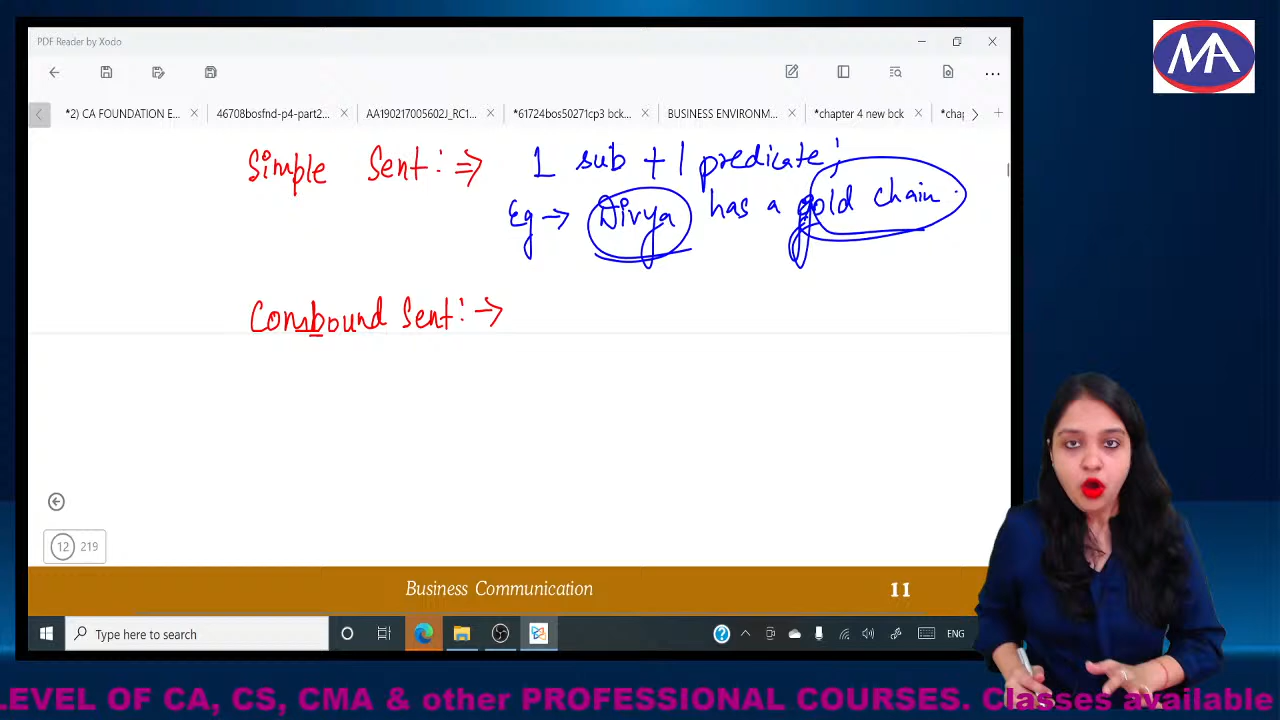 PDF Reader by Xodo
MA
*2) CA FOUNDATION E...
46708bosfnd-p4-part2...
AA190217005602J_RC1...
*61724bos50271cp3 bck...
BUSINESS ENVIRONM...
*chapter 4 new bck
*chap
Simple Sent: ⇒ 1 sub + 1 predicate;
Eg → Divya has a gold chain.
Combound Sent: →
12 219
Business Communication 11
Type here to search
ENG
LEVEL OF CA, CS, CMA & other PROFESSIONAL COURSES. Classes available